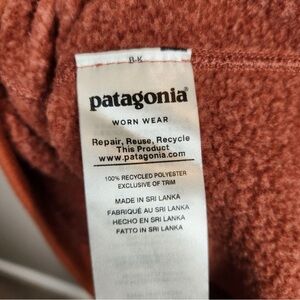 B-K
patagonia®
WORN WEAR
Repair, Reuse, Recycle
This Product
www.patagonia.com
100% RECYCLED POLYESTER
EXCLUSIVE OF TRIM
MADE IN SRI LANKA
FABRIQUÉ AU SRI LANKA
HECHO EN SRI LANKA
FATTO IN SRI LANKA